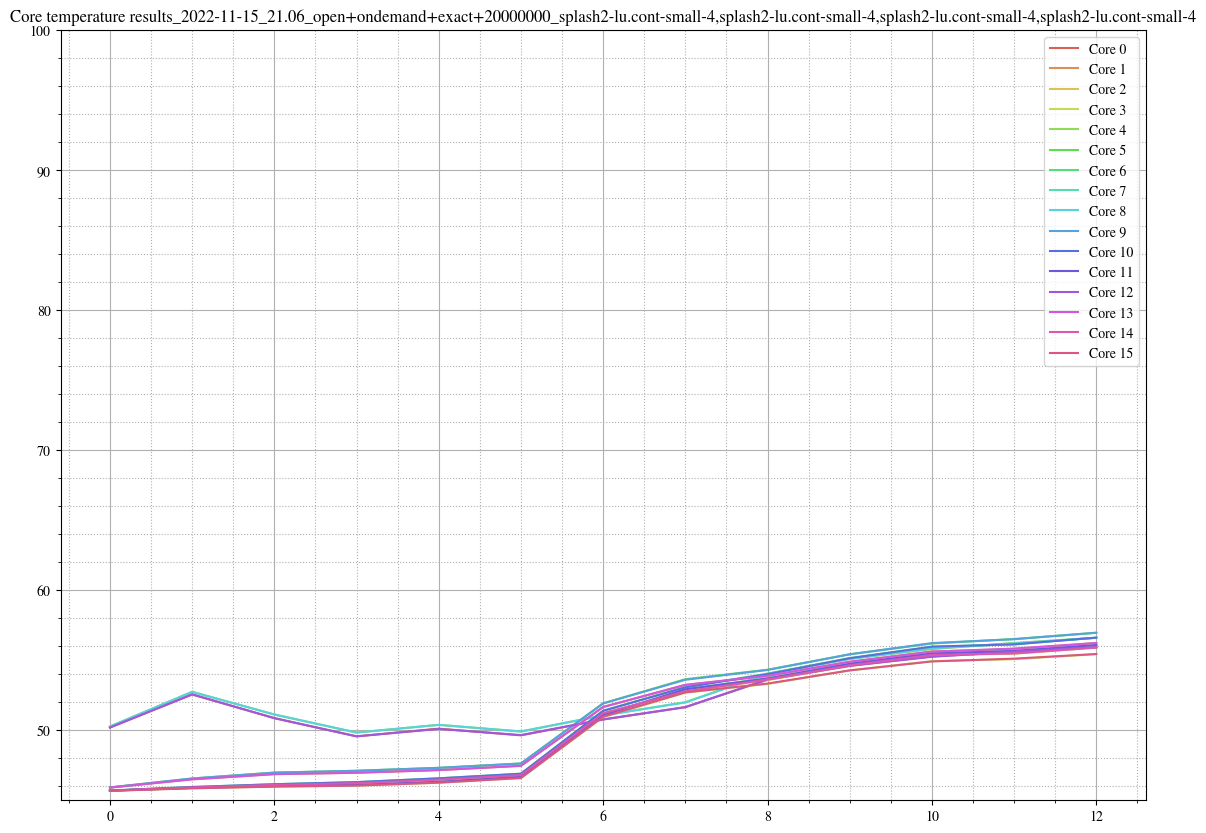 Core temperature results_2022-11-15_21.06_open+ondemand+exact+20000000_splash2-lu.cont-small-4,splash2-lu.cont-small-4,splash2-lu.cont-small-4,splash2-lu.cont-small-4
100
90
80
70
60
50
0 2 4 6 8 10 12
Core 0
Core 1
Core 2
Core 3
Core 4
Core 5
Core 6
Core 7
Core 8
Core 9
Core 10
Core 11
Core 12
Core 13
Core 14
Core 15